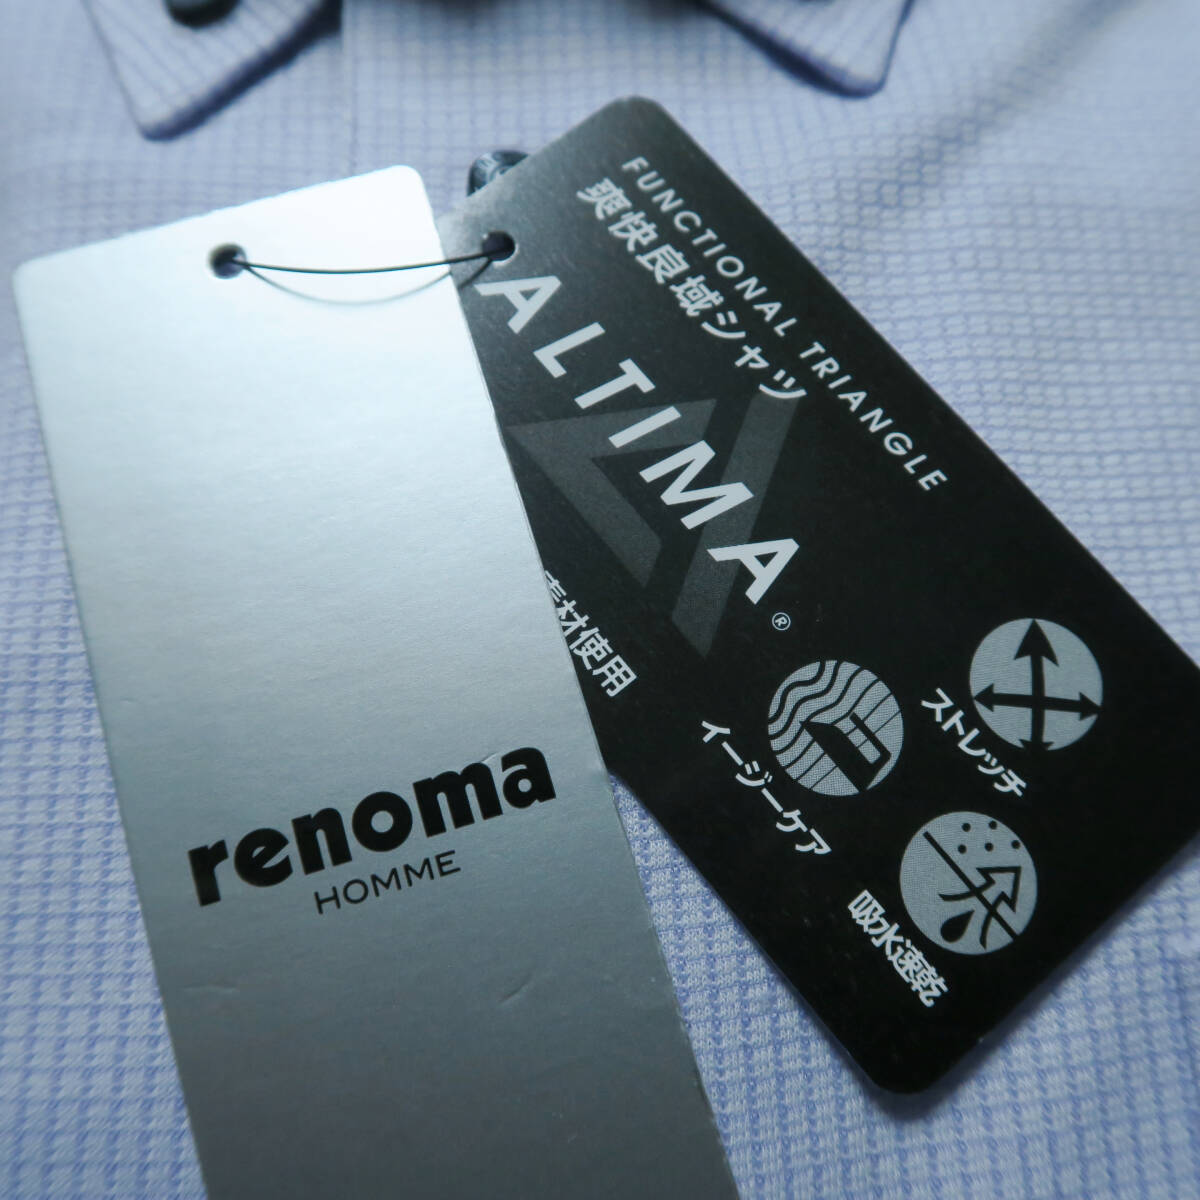 FUNCTIONAL TRIANGLE
爽快良域シャツ
ALTIMA®
素材使用
ストレッチ
イージーケア
吸水速乾
renoma
HOMME